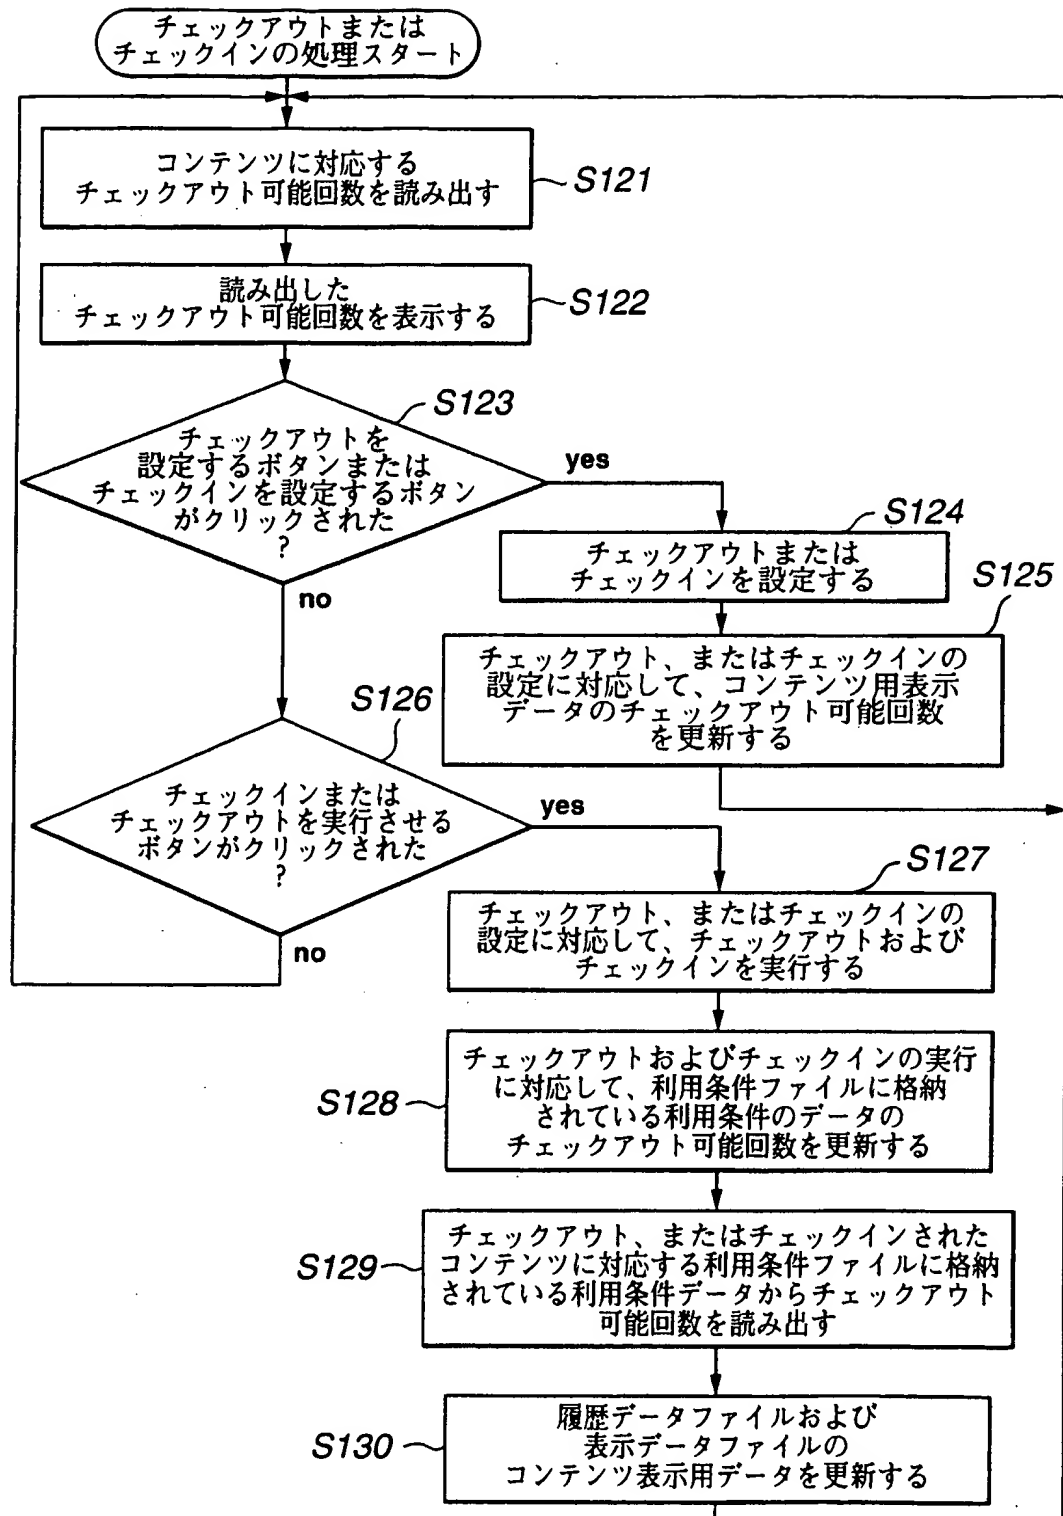 チェックアウトまたは
チェックインの処理スタート
コンテンツに対応する
チェックアウト可能回数を読み出す
S121
読み出した
チェックアウト可能回数を表示する
S122
S123
チェックアウトを
設定するボタンまたは
チェックインを設定するボタン
がクリックされた
?
yes
no
S124
チェックアウトまたは
チェックインを設定する
S125
チェックアウト、またはチェックインの
設定に対応して、コンテンツ用表示
データのチェックアウト可能回数
を更新する
S126
チェックインまたは
チェックアウトを実行させる
ボタンがクリックされた
?
yes
no
S127
チェックアウト、またはチェックインの
設定に対応して、チェックアウトおよび
チェックインを実行する
S128
チェックアウトおよびチェックインの実行
に対応して、利用条件ファイルに格納
されている利用条件のデータの
チェックアウト可能回数を更新する
S129
チェックアウト、またはチェックインされた
コンテンツに対応する利用条件ファイルに格納
されている利用条件データからチェックアウト
可能回数を読み出す
S130
履歴データファイルおよび
表示データファイルの
コンテンツ表示用データを更新する